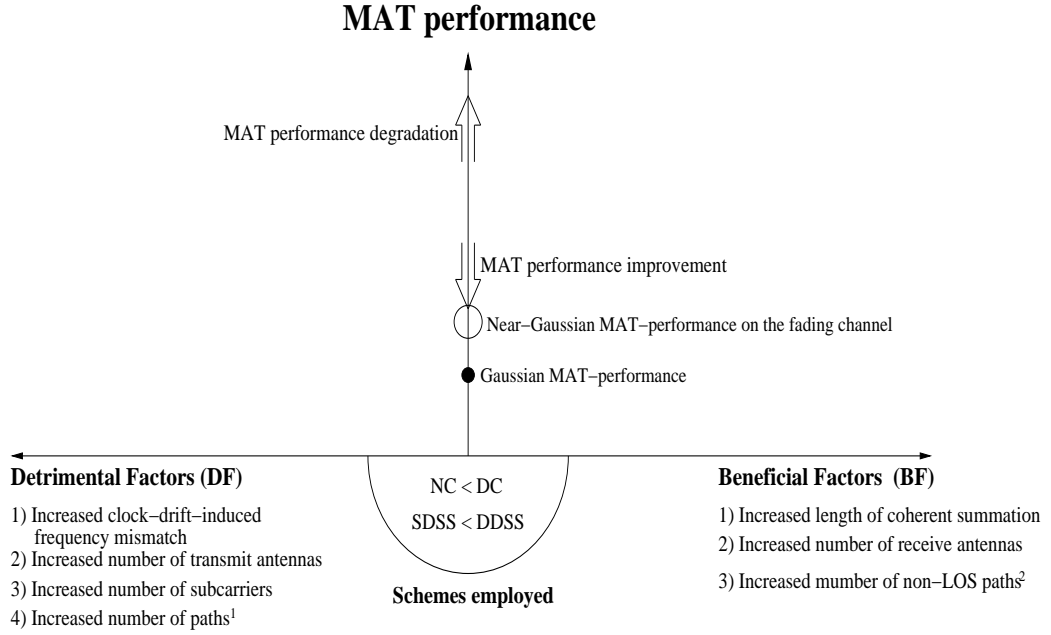 MAT performance
MAT performance degradation
MAT performance improvement
Near−Gaussian MAT−performance on the fading channel
Gaussian MAT−performance
Detrimental Factors (DF)
1) Increased clock−drift−induced
frequency mismatch
2) Increased number of transmit antennas
3) Increased number of subcarriers
4) Increased number of paths¹
NC < DC
SDSS < DDSS
Schemes employed
Beneficial Factors (BF)
1) Increased length of coherent summation
2) Increased number of receive antennas
3) Increased mumber of non−LOS paths²